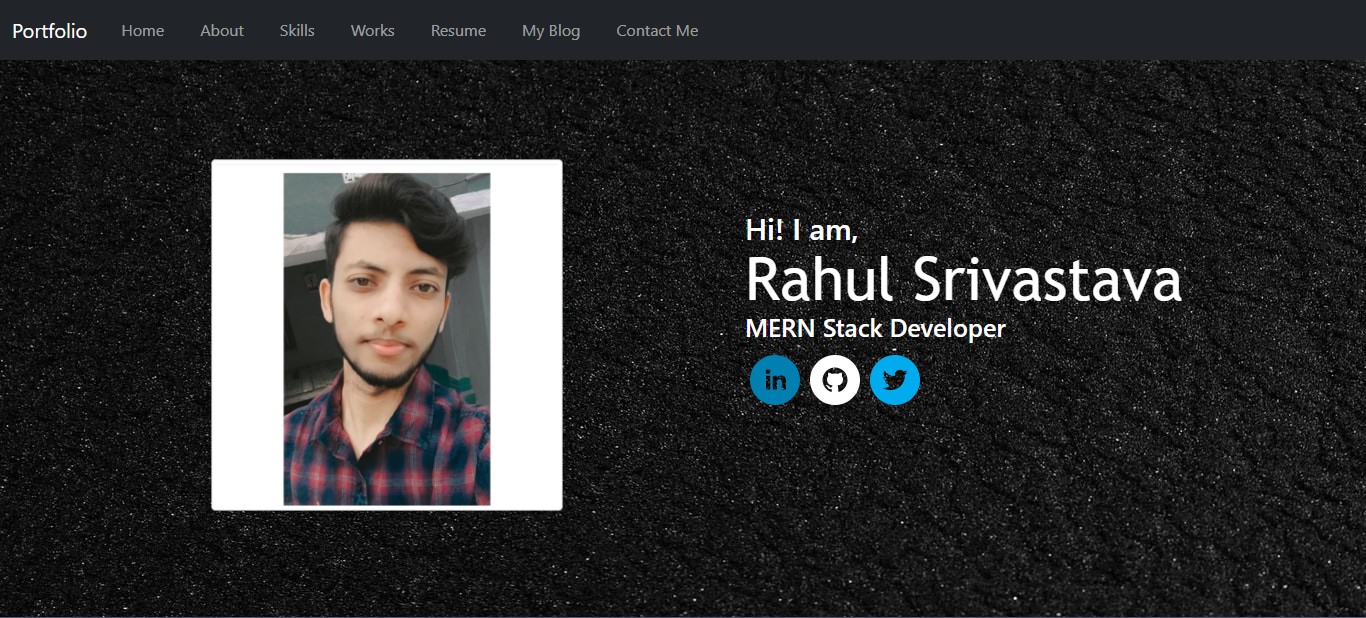 Portfolio Home About Skills Works Resume My Blog Contact Me
Hi! I am,
Rahul Srivastava
MERN Stack Developer
in